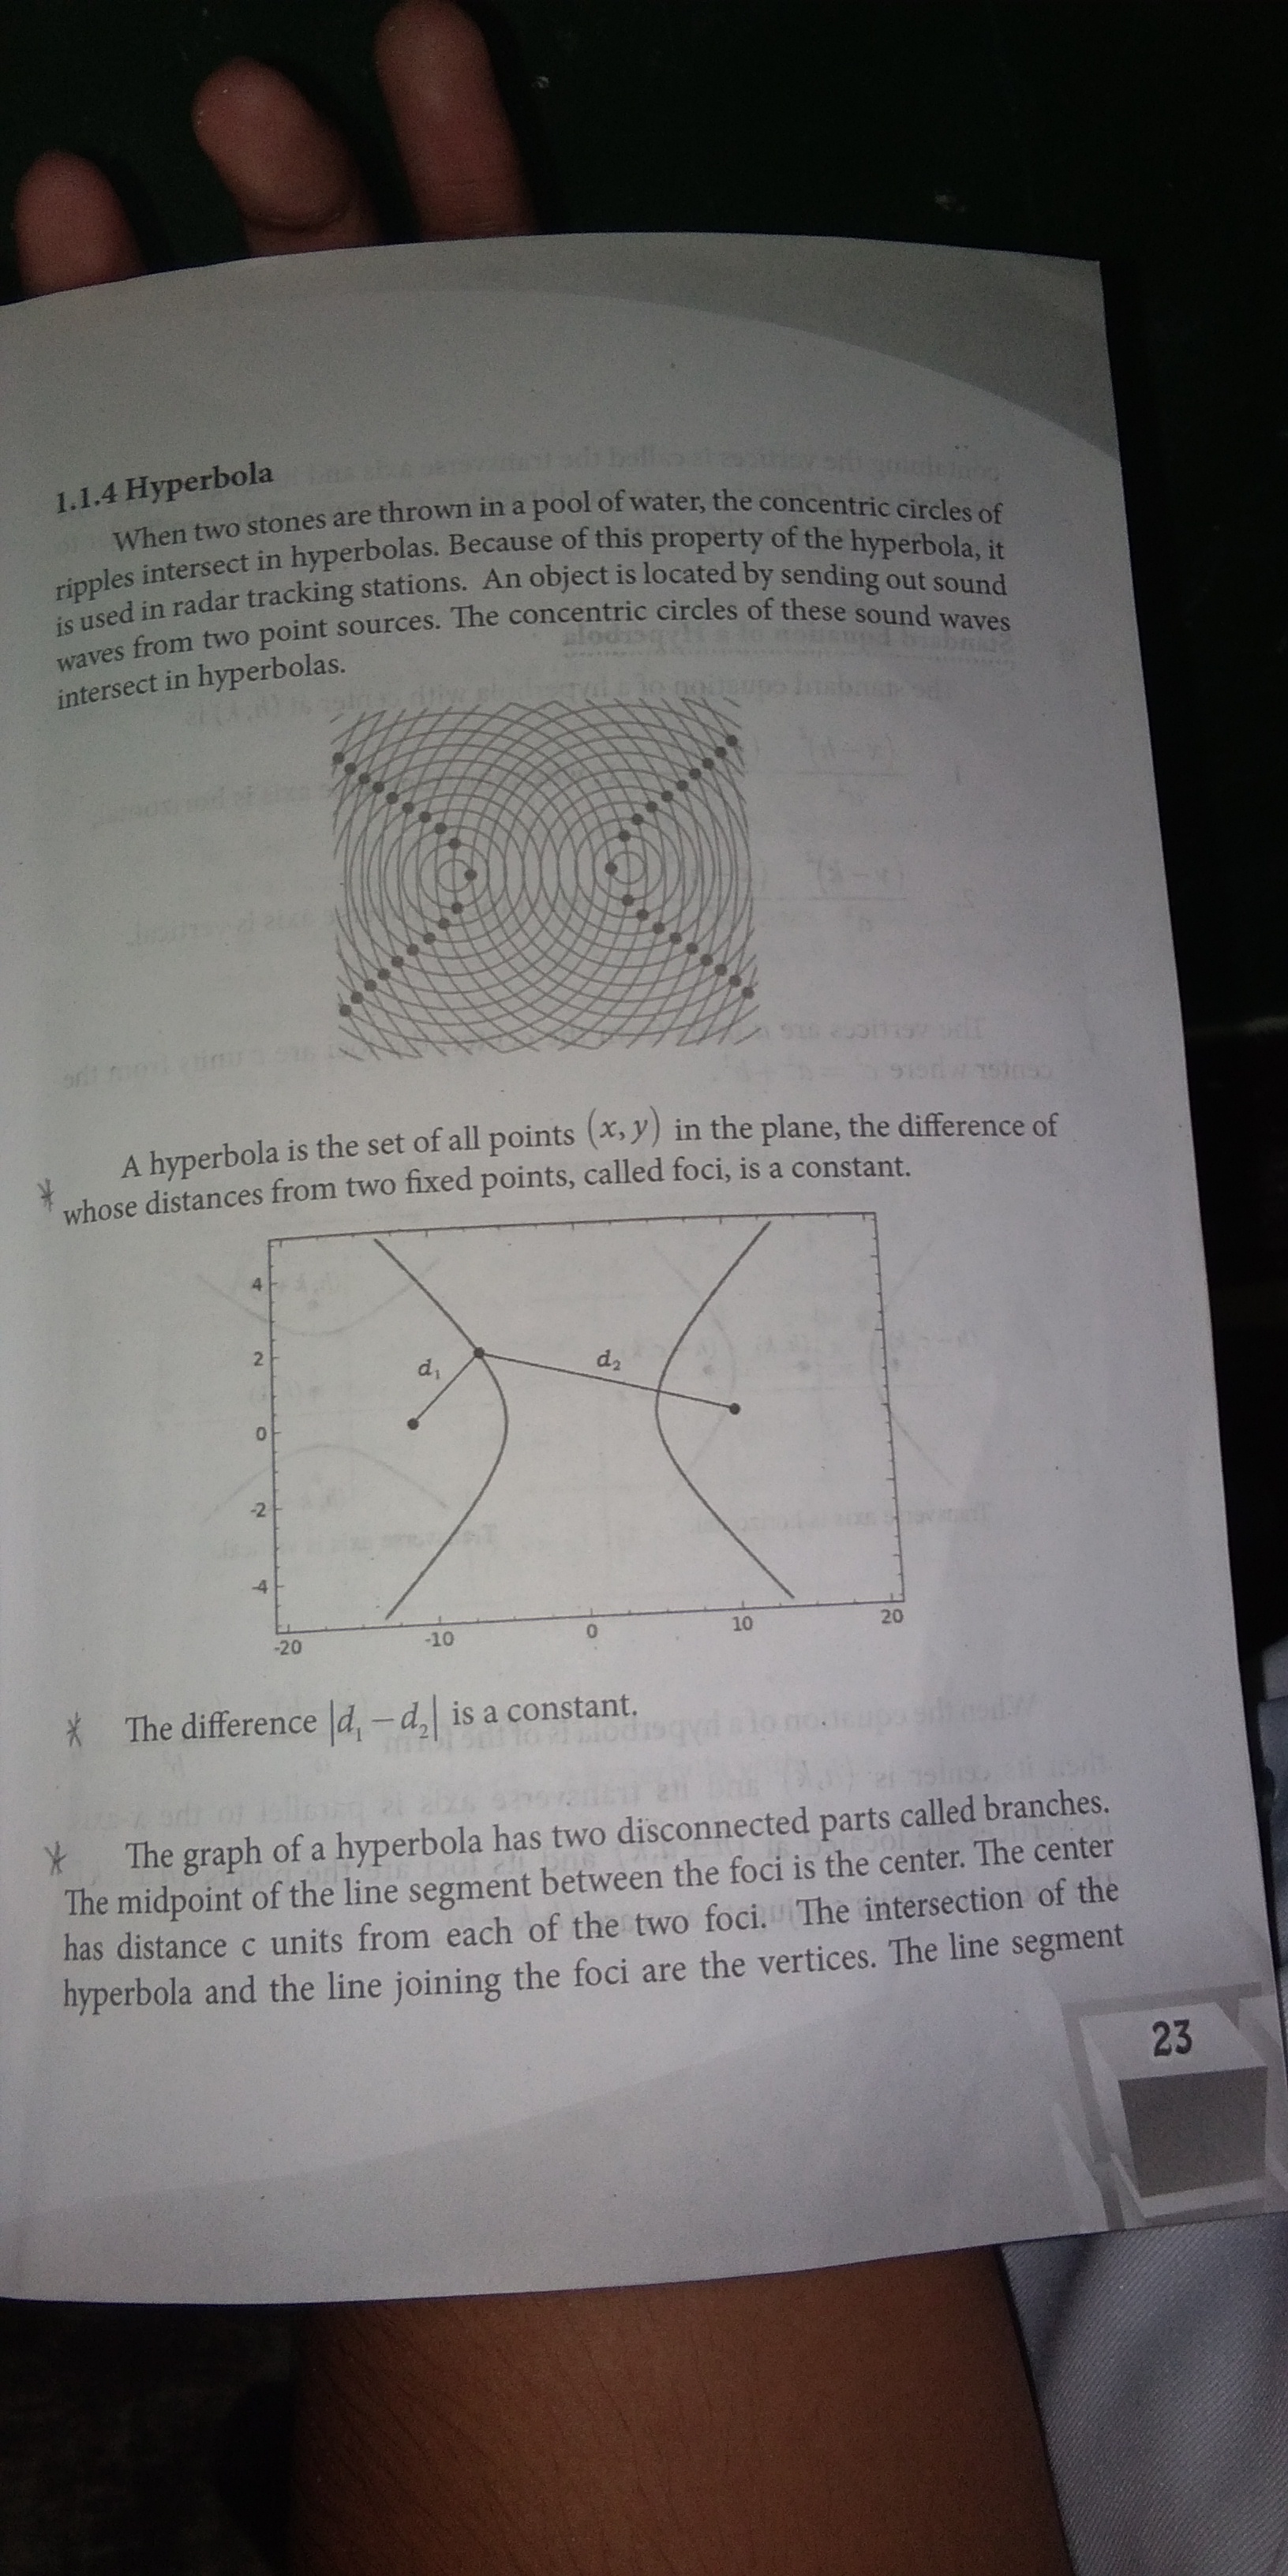 1.1.4 Hyperbola
When two stones are thrown in a pool of water, the concentric circles of
ripples intersect in hyperbolas. Because of this property of the hyperbola, it
is used in radar tracking stations. An object is located by sending out sound
waves from two point sources. The concentric circles of these sound waves
intersect in hyperbolas.
A hyperbola is the set of all points (x, y) in the plane, the difference of
whose distances from two fixed points, called foci, is a constant.
4
2
0
-2
-4
d₁
d₂
-20 -10 0 10 20
The difference |d₁ – d₂| is a constant.
The graph of a hyperbola has two disconnected parts called branches.
The midpoint of the line segment between the foci is the center. The center
has distance c units from each of the two foci. The intersection of the
hyperbola and the line joining the foci are the vertices. The line segment
23